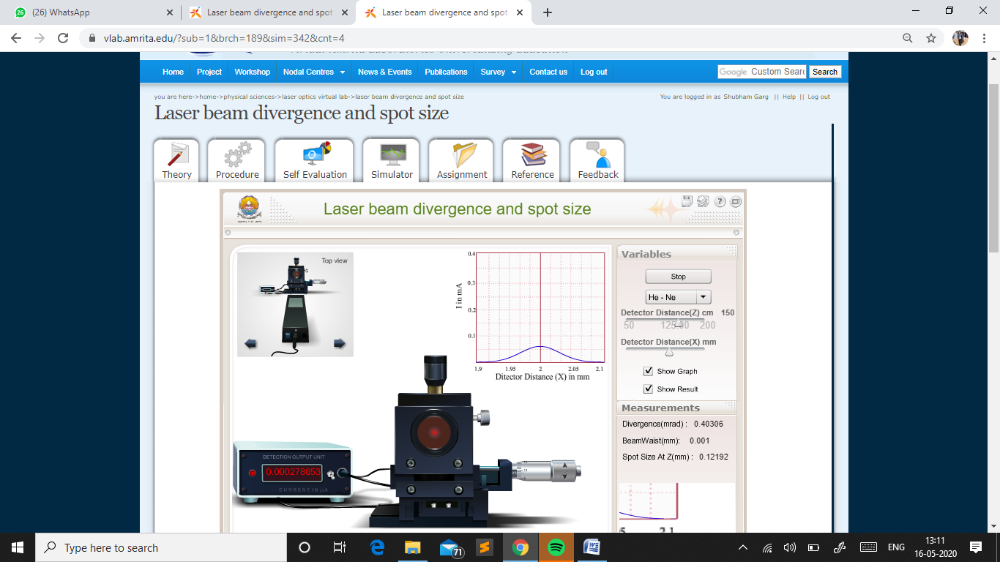 (26) WhatsApp
Laser beam divergence and spot
Laser beam divergence and spot
vlab.amrita.edu/?sub=1&brch=189&sim=342&cnt=4
Home Project Workshop Nodal Centres News & Events Publications Survey Contact us Log out
Google Custom Sear Search
you are here->home->physical sciences->laser optics virtual lab->laser beam divergence and spot size
You are logged in as Shubham Garg || Help || Log out
Laser beam divergence and spot size
Theory Procedure Self Evaluation Simulator Assignment Reference Feedback
Laser beam divergence and spot size
Top view
0.4
0.3
0.2
0.1
I in mA
1.9 1.95 2 2.05 2.1
Ditector Distance (X) in mm
DETECTION OUTPUT UNIT
0.000278653
CURRENT IN µA
Variables
Stop
He - Ne
Detector Distance(Z) cm 150
50 125 200
Detector Distance(X) mm
Show Graph
Show Result
Measurements
Divergence(mrad) : 0.40306
BeamWaist(mm): 0.001
Spot Size At Z(mm) : 0.12192
5 2.1
Type here to search
71
ENG
13:11
16-05-2020